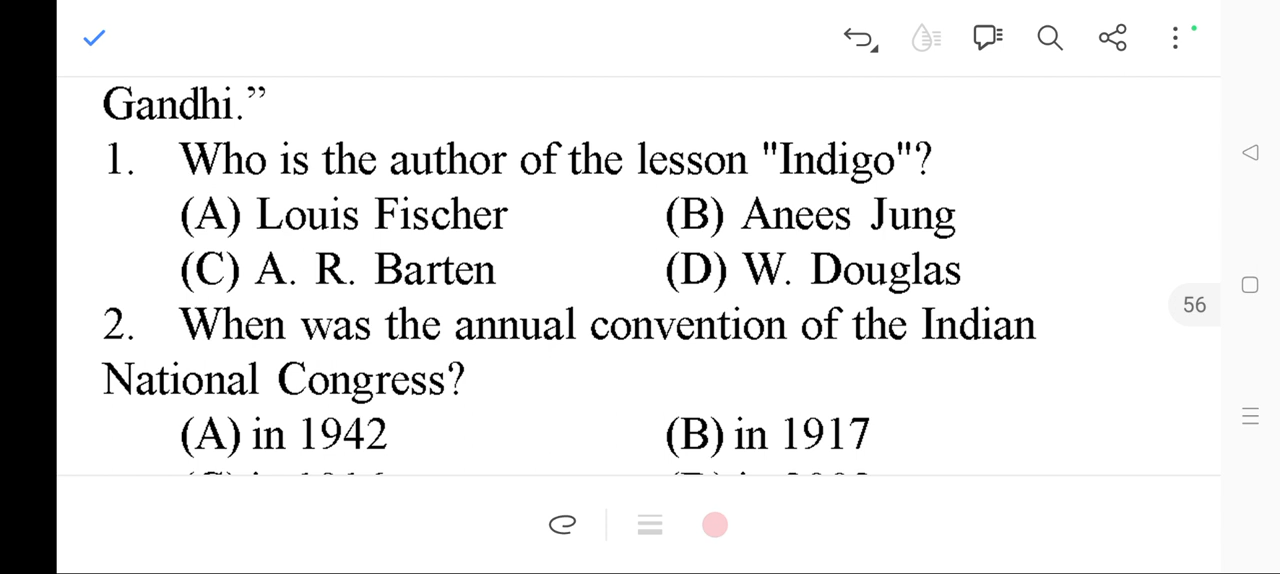 Gandhi.”
1. Who is the author of the lesson "Indigo"?
(A) Louis Fischer (B) Anees Jung
(C) A. R. Barten (D) W. Douglas
2. When was the annual convention of the Indian
National Congress?
(A) in 1942 (B) in 1917
56